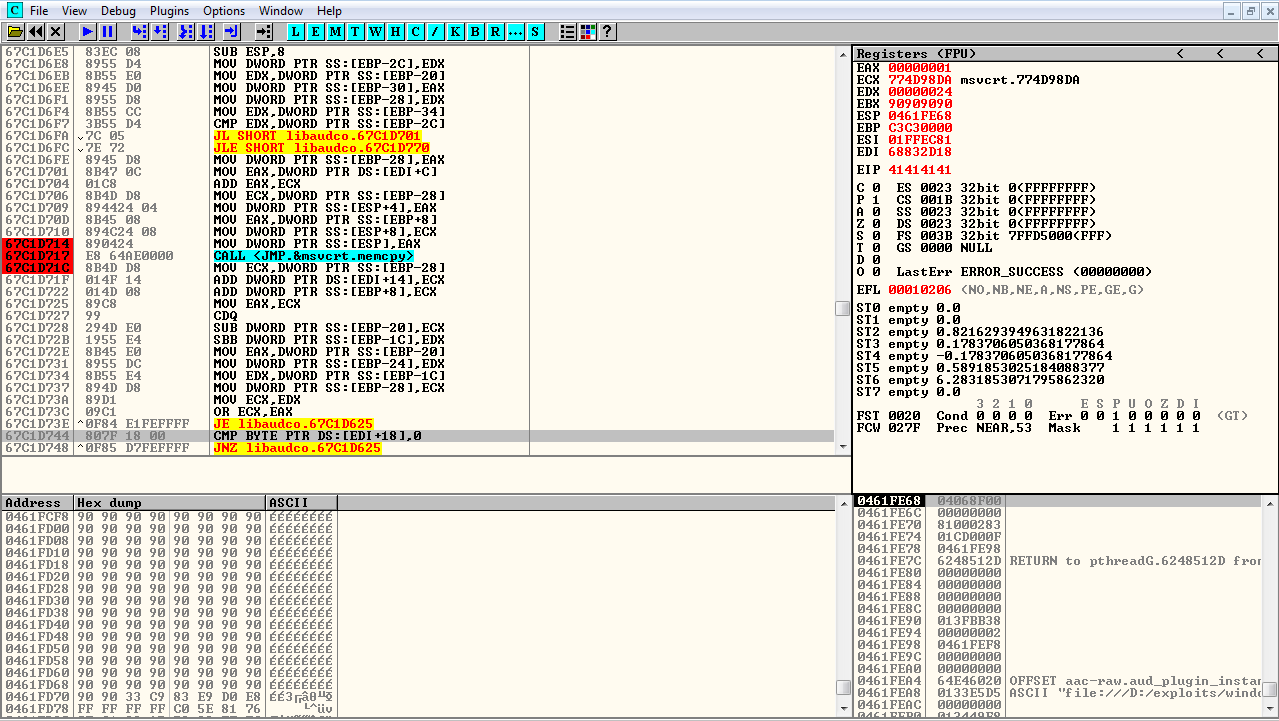 C File View Debug Plugins Options Window Help
L E M T W H C / K B R ... S ?
67C1D6E5 83EC 08 SUB ESP,8
67C1D6E8 8955 D4 MOV DWORD PTR SS:[EBP-2C],EDX
67C1D6EB 8B55 E0 MOV EDX,DWORD PTR SS:[EBP-20]
67C1D6EE 8945 D0 MOV DWORD PTR SS:[EBP-30],EAX
67C1D6F1 8955 D8 MOV DWORD PTR SS:[EBP-28],EDX
67C1D6F4 8B55 CC MOV EDX,DWORD PTR SS:[EBP-34]
67C1D6F7 3B55 D4 CMP EDX,DWORD PTR SS:[EBP-2C]
67C1D6FA 7C 05 JL SHORT libaudco.67C1D701
67C1D6FC 7E 72 JLE SHORT libaudco.67C1D770
67C1D6FE 8945 D8 MOV DWORD PTR SS:[EBP-28],EAX
67C1D701 8B47 0C MOV EAX,DWORD PTR DS:[EDI+C]
67C1D704 01C8 ADD EAX,ECX
67C1D706 8B4D D8 MOV ECX,DWORD PTR SS:[EBP-28]
67C1D709 894424 04 MOV DWORD PTR SS:[ESP+4],EAX
67C1D70D 8B45 08 MOV EAX,DWORD PTR SS:[EBP+8]
67C1D710 894C24 08 MOV DWORD PTR SS:[ESP+8],ECX
67C1D714 890424 MOV DWORD PTR SS:[ESP],EAX
67C1D717 E8 64AE0000 CALL <JMP.&msvcrt.memcpy>
67C1D71C 8B4D D8 MOV ECX,DWORD PTR SS:[EBP-28]
67C1D71F 014F 14 ADD DWORD PTR DS:[EDI+14],ECX
67C1D722 014D 08 ADD DWORD PTR SS:[EBP+8],ECX
67C1D725 89C8 MOV EAX,ECX
67C1D727 99 CDQ
67C1D728 294D E0 SUB DWORD PTR SS:[EBP-20],ECX
67C1D72B 1955 E4 SBB DWORD PTR SS:[EBP-1C],EDX
67C1D72E 8B45 E0 MOV EAX,DWORD PTR SS:[EBP-20]
67C1D731 8955 DC MOV DWORD PTR SS:[EBP-24],EDX
67C1D734 8B55 E4 MOV EDX,DWORD PTR SS:[EBP-1C]
67C1D737 894D D8 MOV DWORD PTR SS:[EBP-28],ECX
67C1D73A 89D1 MOV ECX,EDX
67C1D73C 09C1 OR ECX,EAX
67C1D73E ^0F84 E1FEFFFF JE libaudco.67C1D625
67C1D744 807F 18 00 CMP BYTE PTR DS:[EDI+18],0
67C1D748 ^0F85 D7FEFFFF JNZ libaudco.67C1D625
Registers (FPU) < < <
EAX 00000001
ECX 774D98DA msvcrt.774D98DA
EDX 00000024
EBX 90909090
ESP 0461FE68
EBP C3C30000
ESI 01FFEC81
EDI 68832D18
EIP 41414141
C 0 ES 0023 32bit 0(FFFFFFFF)
P 1 CS 001B 32bit 0(FFFFFFFF)
A 0 SS 0023 32bit 0(FFFFFFFF)
Z 0 DS 0023 32bit 0(FFFFFFFF)
S 0 FS 003B 32bit 7FFD5000(FFF)
T 0 GS 0000 NULL
D 0
O 0 LastErr ERROR_SUCCESS (00000000)
EFL 00010206 (NO,NB,NE,A,NS,PE,GE,G)
ST0 empty 0.0
ST1 empty 0.0
ST2 empty 0.8216293949631822136
ST3 empty 0.1783706050368177864
ST4 empty -0.1783706050368177864
ST5 empty 0.5891853025184088377
ST6 empty 6.2831853071795862320
ST7 empty 0.0
3 2 1 0 E S P U O Z D I
FST 0020 Cond 0 0 0 0 Err 0 0 1 0 0 0 0 0 (GT)
FCW 027F Prec NEAR,53 Mask 1 1 1 1 1 1
Address Hex dump ASCII
0461FCF8 90 90 90 90 90 90 90 90 ÉÉÉÉÉÉÉÉ
0461FD00 90 90 90 90 90 90 90 90 ÉÉÉÉÉÉÉÉ
0461FD08 90 90 90 90 90 90 90 90 ÉÉÉÉÉÉÉÉ
0461FD10 90 90 90 90 90 90 90 90 ÉÉÉÉÉÉÉÉ
0461FD18 90 90 90 90 90 90 90 90 ÉÉÉÉÉÉÉÉ
0461FD20 90 90 90 90 90 90 90 90 ÉÉÉÉÉÉÉÉ
0461FD28 90 90 90 90 90 90 90 90 ÉÉÉÉÉÉÉÉ
0461FD30 90 90 90 90 90 90 90 90 ÉÉÉÉÉÉÉÉ
0461FD38 90 90 90 90 90 90 90 90 ÉÉÉÉÉÉÉÉ
0461FD40 90 90 90 90 90 90 90 90 ÉÉÉÉÉÉÉÉ
0461FD48 90 90 90 90 90 90 90 90 ÉÉÉÉÉÉÉÉ
0461FD50 90 90 90 90 90 90 90 90 ÉÉÉÉÉÉÉÉ
0461FD58 90 90 90 90 90 90 90 90 ÉÉÉÉÉÉÉÉ
0461FD60 90 90 90 90 90 90 90 90 ÉÉÉÉÉÉÉÉ
0461FD68 90 90 90 90 90 90 90 90 ÉÉÉÉÉÉÉÉ
0461FD70 90 90 33 C9 83 E9 D0 E8
0461FD78 FF FF FF FF C0 5E 81 76
0461FE68 04068F00
0461FE6C 00000000
0461FE70 81000283
0461FE74 01CD000F
0461FE78 0461FE98
0461FE7C 6248512D RETURN to pthreadG.6248512D from
0461FE80 00000000
0461FE84 00000000
0461FE88 00000000
0461FE8C 00000000
0461FE90 013FBB38
0461FE94 00000002
0461FE98 0461FEF8
0461FE9C 00000000
0461FEA0 00000000
0461FEA4 64E46020 OFFSET aac-raw.aud_plugin_instan
0461FEA8 0133E5D5 ASCII "file:///D:/exploits/windo
0461FEAC 00000000